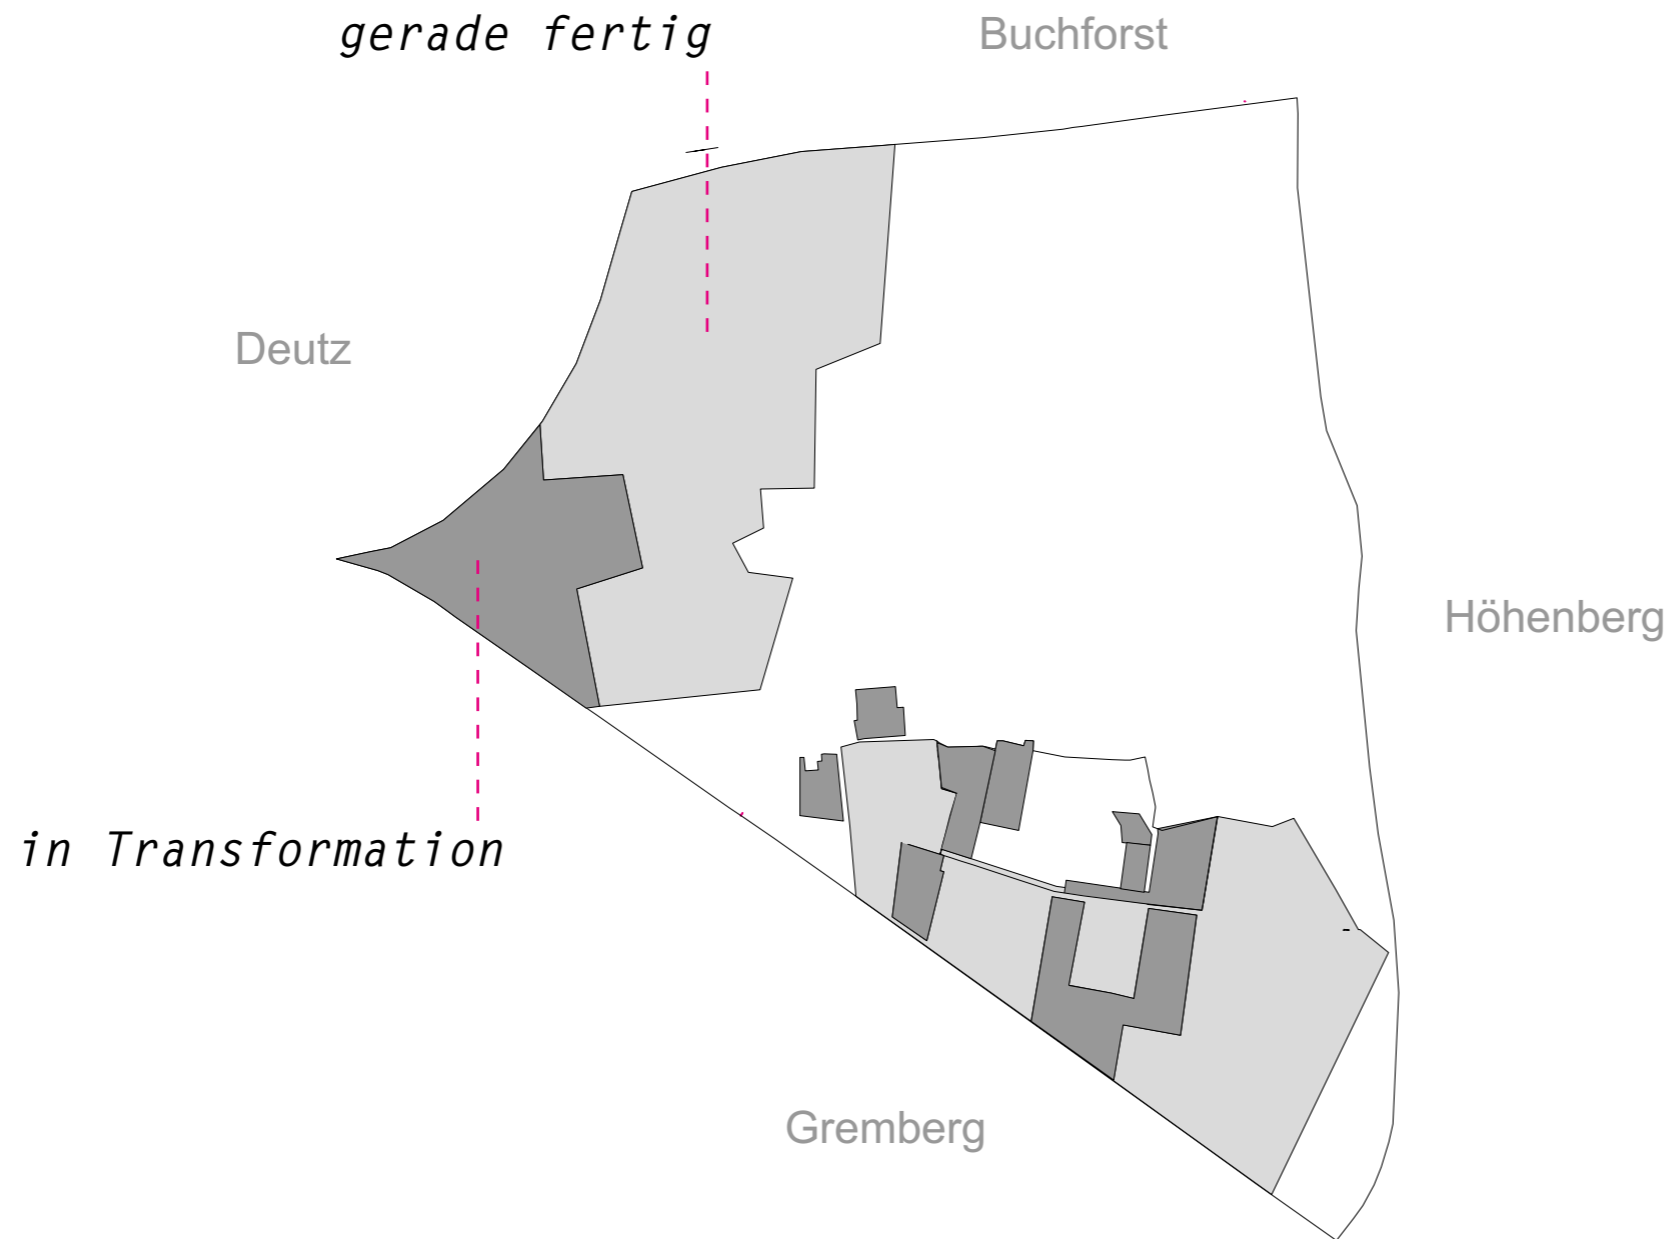 gerade fertig
Buchforst
Deutz
Höhenberg
in Transformation
Gremberg